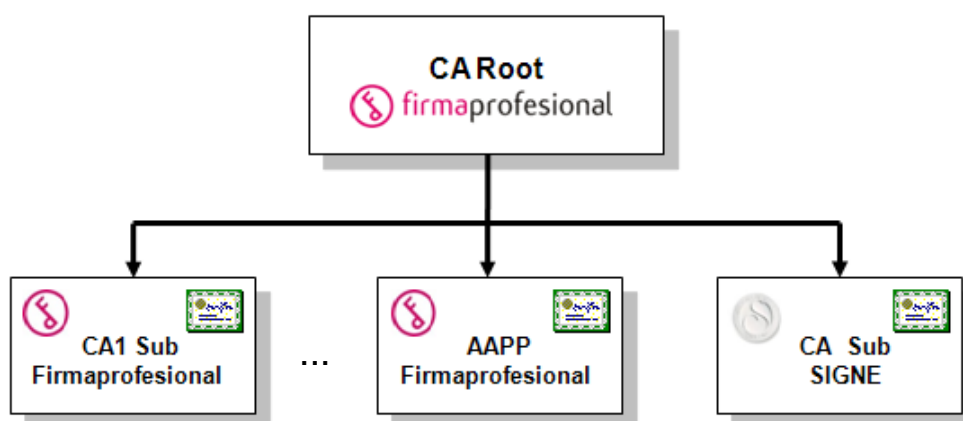 CA Root
firmaprofesional
CA1 Sub
Firmaprofesional
...
AAPP
Firmaprofesional
CA Sub
SIGNE